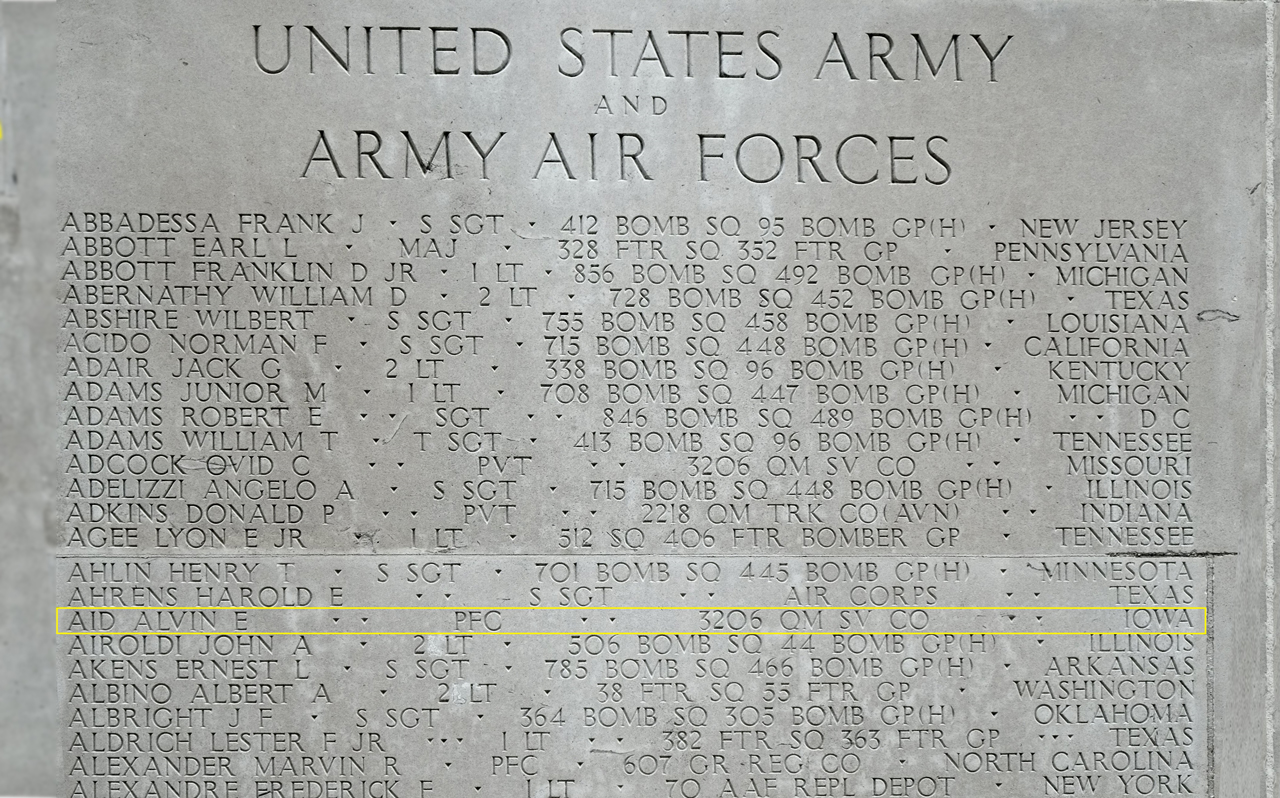 UNITED STATES ARMY
AND
ARMY AIR FORCES
ABBADESSA FRANK J · S SGT · 412 BOMB SQ 95 BOMB GP(H) · NEW JERSEY
ABBOTT EARL L · MAJ · 328 FTR SQ 352 FTR GP · PENNSYLVANIA
ABBOTT FRANKLIN D JR · 1 LT · 856 BOMB SQ 492 BOMB GP(H) · MICHIGAN
ABERNATHY WILLIAM D · 2 LT · 728 BOMB SQ 452 BOMB GP(H) · TEXAS
ABSHIRE WILBERT · S SGT · 755 BOMB SQ 458 BOMB GP(H) · LOUISIANA
ACIDO NORMAN F · S SGT · 715 BOMB SQ 448 BOMB GP(H) · CALIFORNIA
ADAIR JACK G · 2 LT · 338 BOMB SQ 96 BOMB GP(H) · KENTUCKY
ADAMS JUNIOR M · 1 LT · 708 BOMB SQ 447 BOMB GP(H) · MICHIGAN
ADAMS ROBERT E · · SGT · · 846 BOMB SQ 489 BOMB GP(H) · · D C
ADAMS WILLIAM T · T SGT · 413 BOMB SQ 96 BOMB GP(H) · TENNESSEE
ADCOCK OVID C · · PVT · · 3206 QM SV CO · · MISSOURI
ADELIZZI ANGELO A · S SGT · 715 BOMB SQ 448 BOMB GP(H) · ILLINOIS
ADKINS DONALD P · · PVT · · 2218 QM TRK CO(AVN) · · INDIANA
AGEE LYON E JR · 1 LT · 512 SQ 406 FTR BOMBER GP · TENNESSEE
AHLIN HENRY T · S SGT · 701 BOMB SQ 445 BOMB GP(H) · MINNESOTA
AHRENS HAROLD E · · S SGT · · AIR CORPS · · TEXAS
AID ALVIN E · · PFC · · 3206 QM SV CO · · IOWA
AIROLDI JOHN A · 2 LT · 506 BOMB SQ 44 BOMB GP(H) · ILLINOIS
AKENS ERNEST L · S SGT · 785 BOMB SQ 466 BOMB GP(H) · ARKANSAS
ALBINO ALBERT A · 2 LT · 38 FTR SQ 55 FTR GP · WASHINGTON
ALBRIGHT J F · S SGT · 364 BOMB SQ 305 BOMB GP(H) · OKLAHOMA
ALDRICH LESTER F JR · · · 1 LT · · 382 FTR SQ 363 FTR GP · · · TEXAS
ALEXANDER MARVIN R · PFC · 607 GR REG CO · NORTH CAROLINA
ALEXANDRE FREDERICK F · 1 LT · 70 AAF REPL DEPOT · NEW YORK